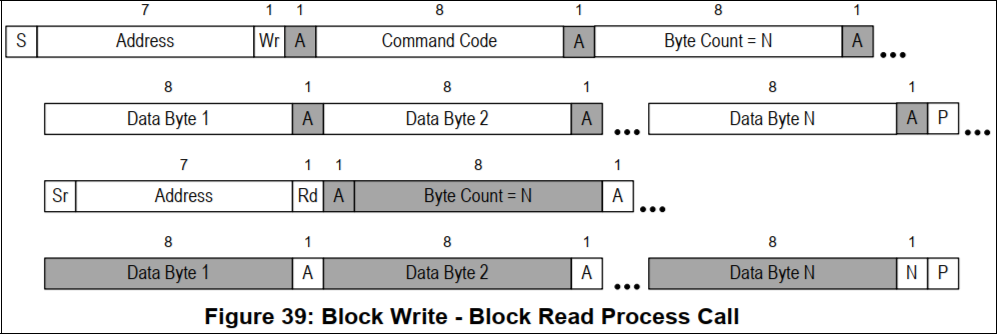 7 1 1 8 1 8 1
S Address Wr A Command Code A Byte Count = N A ...
8 1 8 1 8 1
Data Byte 1 A Data Byte 2 A ... Data Byte N A P ...
7 1 1 8 1
Sr Address Rd A Byte Count = N A ...
8 1 8 1 8 1
Data Byte 1 A Data Byte 2 A ... Data Byte N N P
Figure 39: Block Write - Block Read Process Call